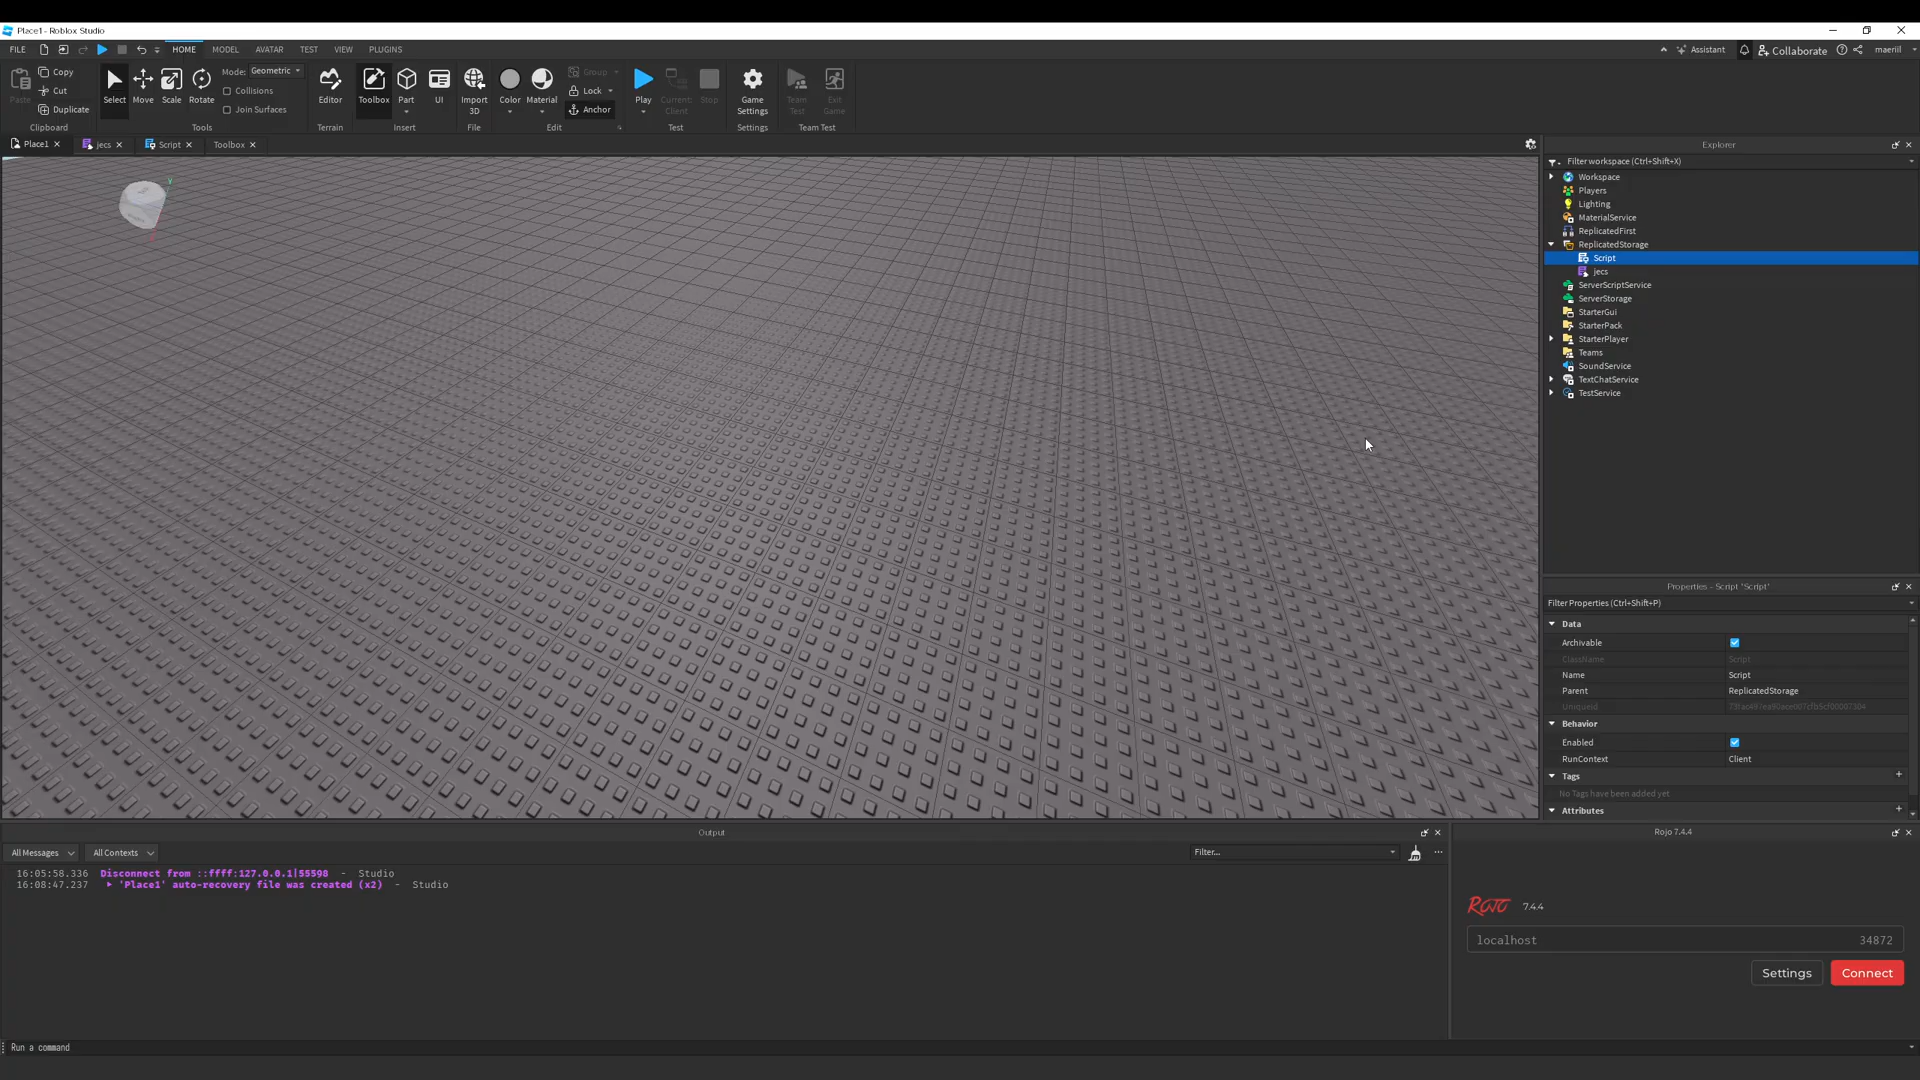 Place1 - Roblox Studio
FILE HOME MODEL AVATAR TEST VIEW PLUGINS Assistant Collaborate maeriil
Paste Copy Cut Duplicate Clipboard
Select Move Scale Rotate Mode: Geometric Collisions Join Surfaces Tools
Editor Terrain
Toolbox Part UI Insert
Import 3D File
Color Material Group Lock Anchor Edit
Play Current: Client Stop Test
Game Settings Settings
Team Test Exit Game Team Test
Place1 jecs Script Toolbox
Explorer
Filter workspace (Ctrl+Shift+X)
Workspace
Players
Lighting
MaterialService
ReplicatedFirst
ReplicatedStorage
Script
jecs
ServerScriptService
ServerStorage
StarterGui
StarterPack
StarterPlayer
Teams
SoundService
TextChatService
TestService
Properties - Script "Script"
Filter Properties (Ctrl+Shift+P)
Data
Archivable
ClassName Script
Name Script
Parent ReplicatedStorage
UniqueId
Behavior
Enabled
RunContext Client
Tags
No Tags have been added yet
Attributes
Output
All Messages All Contexts Filter...
16:05:58.336 Disconnect from ::ffff:127.0.0.1|55598 - Studio
16:08:47.237 'Place1' auto-recovery file was created (x2) - Studio
Rojo 7.4.4
Rojo 7.4.4
localhost 34872
Settings Connect
Run a command